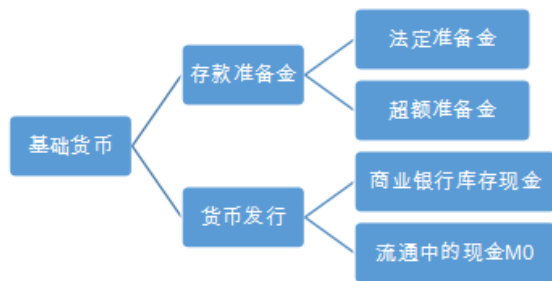 法定准备金
存款准备金
超额准备金
基础货币
商业银行库存现金
货币发行
流通中的现金M0